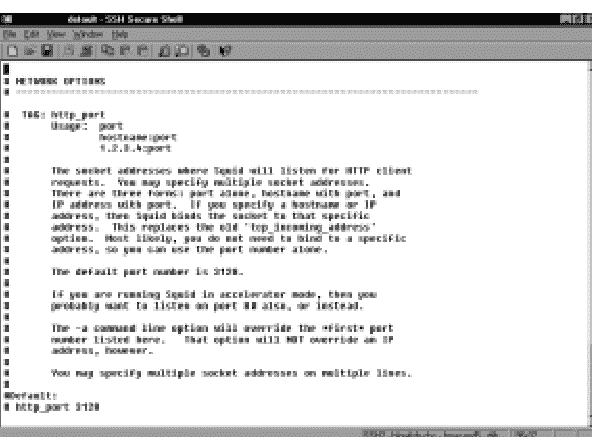 default - SSH Secure Shell
File Edit View Window Help
#
# NETWORK OPTIONS
# -----------------------------------------------------------------------------
#
# TAG: http_port
# Usage: port
# hostname:port
# 1.2.3.4:port
#
# The socket addresses where Squid will listen for HTTP client
# requests. You may specify multiple socket addresses.
# There are three forms: port alone, hostname with port, and
# IP address with port. If you specify a hostname or IP
# address, then Squid binds the socket to that specific
# address. This replaces the old 'tcp_incoming_address'
# option. Most likely, you do not need to bind to a specific
# address, so you can use the port number alone.
#
# The default port number is 3128.
#
# If you are running Squid in accelerator mode, then you
# probably want to listen on port 80 also, or instead.
#
# The -a command line option will override the *first* port
# number listed here. That option will NOT override an IP
# address, however.
#
# You may specify multiple socket addresses on multiple lines.
#
#Default:
# http_port 3128